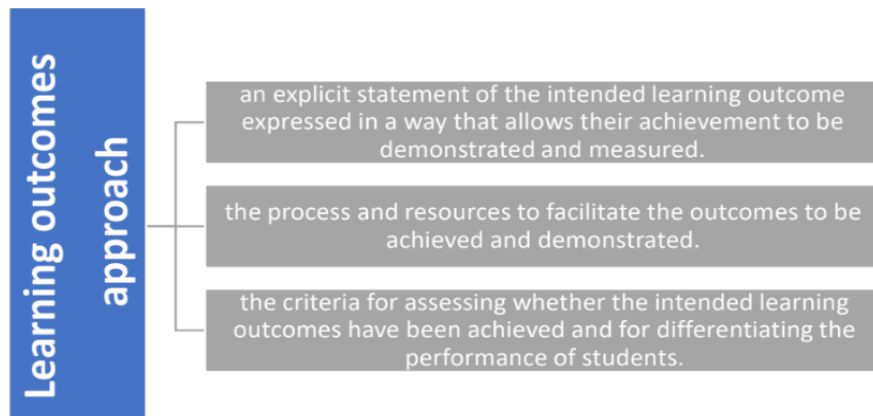 Learning outcomes
approach
an explicit statement of the intended learning outcome
expressed in a way that allows their achievement to be
demonstrated and measured.
the process and resources to facilitate the outcomes to be
achieved and demonstrated.
the criteria for assessing whether the intended learning
outcomes have been achieved and for differentiating the
performance of students.